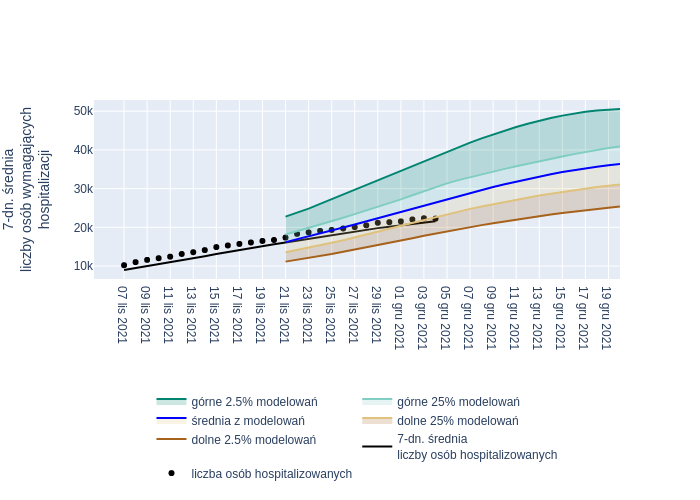 7-dn. średnia
liczby osób wymagających
hospitalizacji
50k
40k
30k
20k
10k
07 lis 2021
09 lis 2021
11 lis 2021
13 lis 2021
15 lis 2021
17 lis 2021
19 lis 2021
21 lis 2021
23 lis 2021
25 lis 2021
27 lis 2021
29 lis 2021
01 gru 2021
03 gru 2021
05 gru 2021
07 gru 2021
09 gru 2021
11 gru 2021
13 gru 2021
15 gru 2021
17 gru 2021
19 gru 2021
górne 2.5% modelowań
górne 25% modelowań
średnia z modelowań
dolne 25% modelowań
dolne 2.5% modelowań
7-dn. średnia
liczby osób hospitalizowanych
liczba osób hospitalizowanych